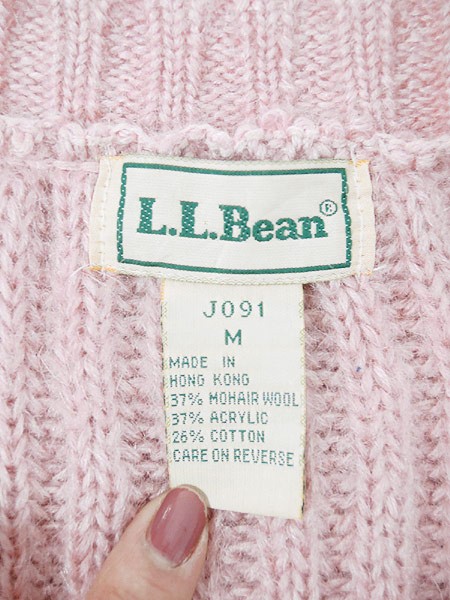 L.L.Bean®
J091
M
MADE IN
HONG KONG
37% MOHAIR WOOL
37% ACRYLIC
26% COTTON
CARE ON REVERSE